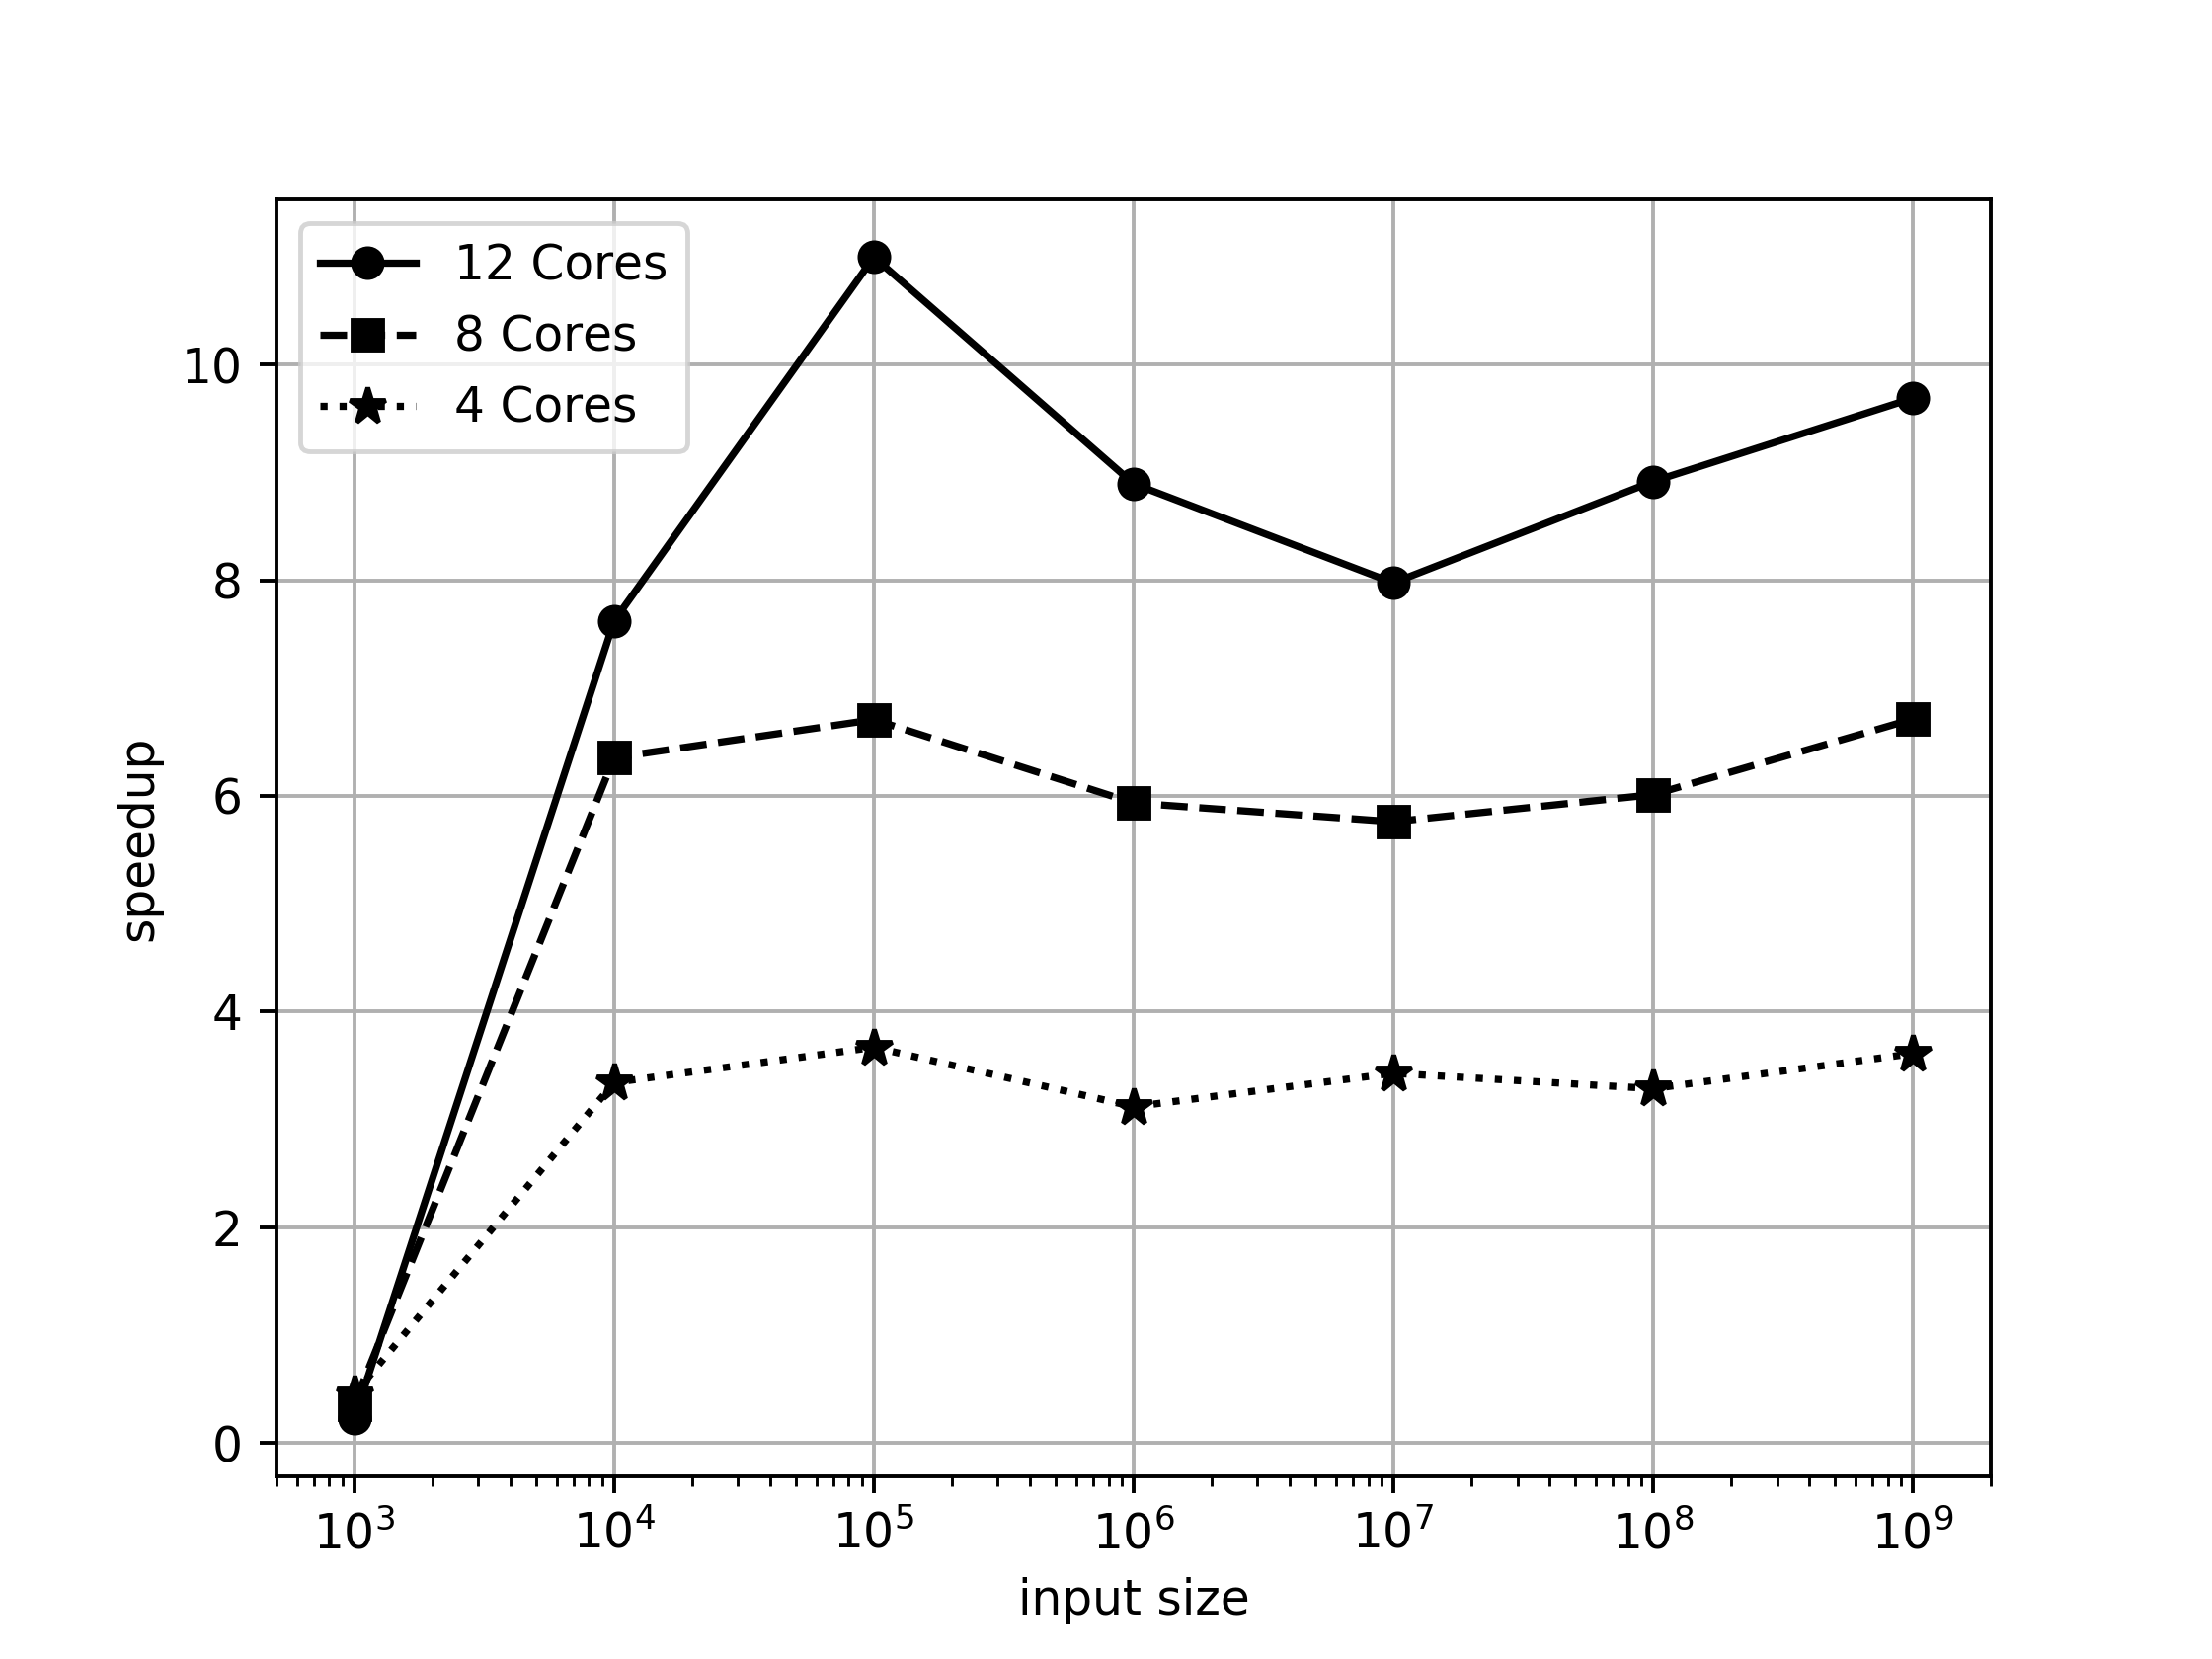 12 Cores
8 Cores
4 Cores
10
8
6
4
2
0
speedup
10³ 10⁴ 10⁵ 10⁶ 10⁷ 10⁸ 10⁹
input size